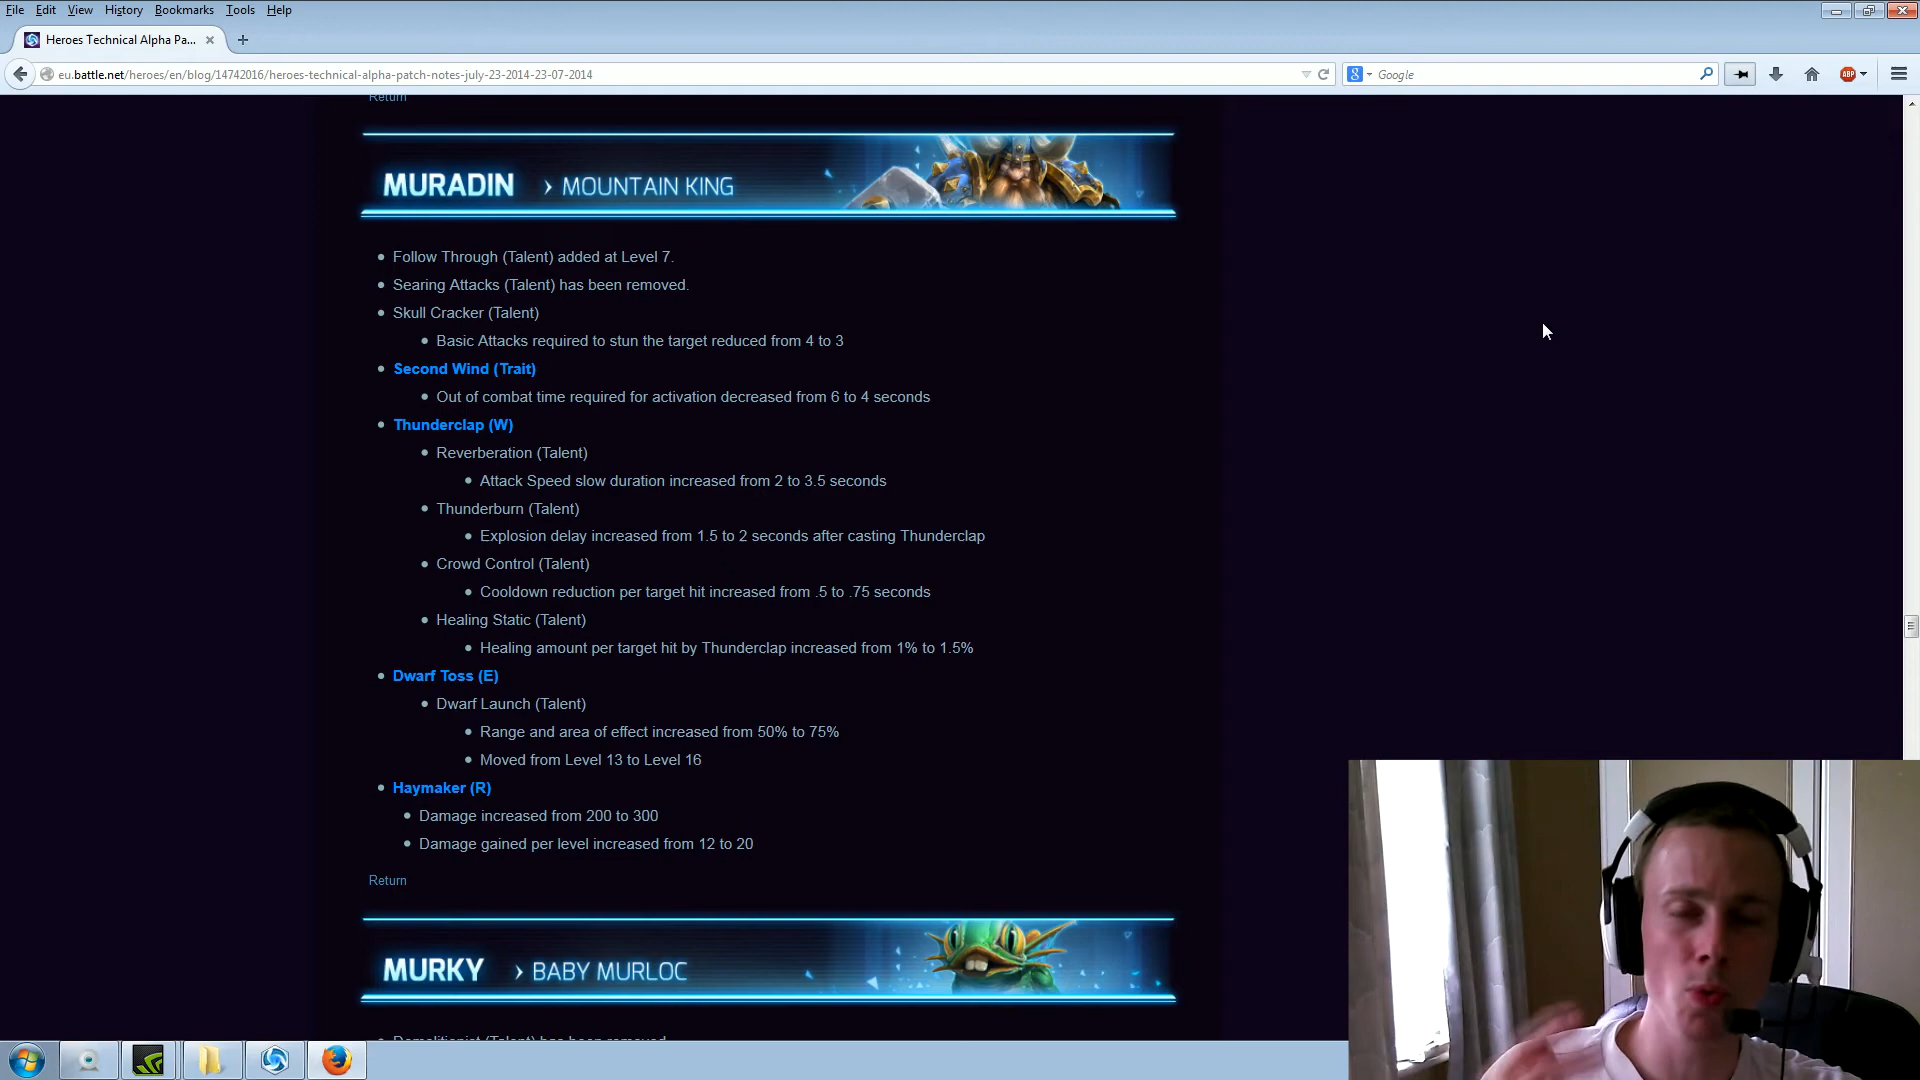 File Edit View History Bookmarks Tools Help
Heroes Technical Alpha Pa...
eu.battle.net/heroes/en/blog/14742016/heroes-technical-alpha-patch-notes-july-23-2014-23-07-2014
Google
ABP
Return
MURADIN › MOUNTAIN KING
Follow Through (Talent) added at Level 7.
Searing Attacks (Talent) has been removed.
Skull Cracker (Talent)
Basic Attacks required to stun the target reduced from 4 to 3
Second Wind (Trait)
Out of combat time required for activation decreased from 6 to 4 seconds
Thunderclap (W)
Reverberation (Talent)
Attack Speed slow duration increased from 2 to 3.5 seconds
Thunderburn (Talent)
Explosion delay increased from 1.5 to 2 seconds after casting Thunderclap
Crowd Control (Talent)
Cooldown reduction per target hit increased from .5 to .75 seconds
Healing Static (Talent)
Healing amount per target hit by Thunderclap increased from 1% to 1.5%
Dwarf Toss (E)
Dwarf Launch (Talent)
Range and area of effect increased from 50% to 75%
Moved from Level 13 to Level 16
Haymaker (R)
Damage increased from 200 to 300
Damage gained per level increased from 12 to 20
Return
MURKY › BABY MURLOC
Demolitionist (Talent) has been removed